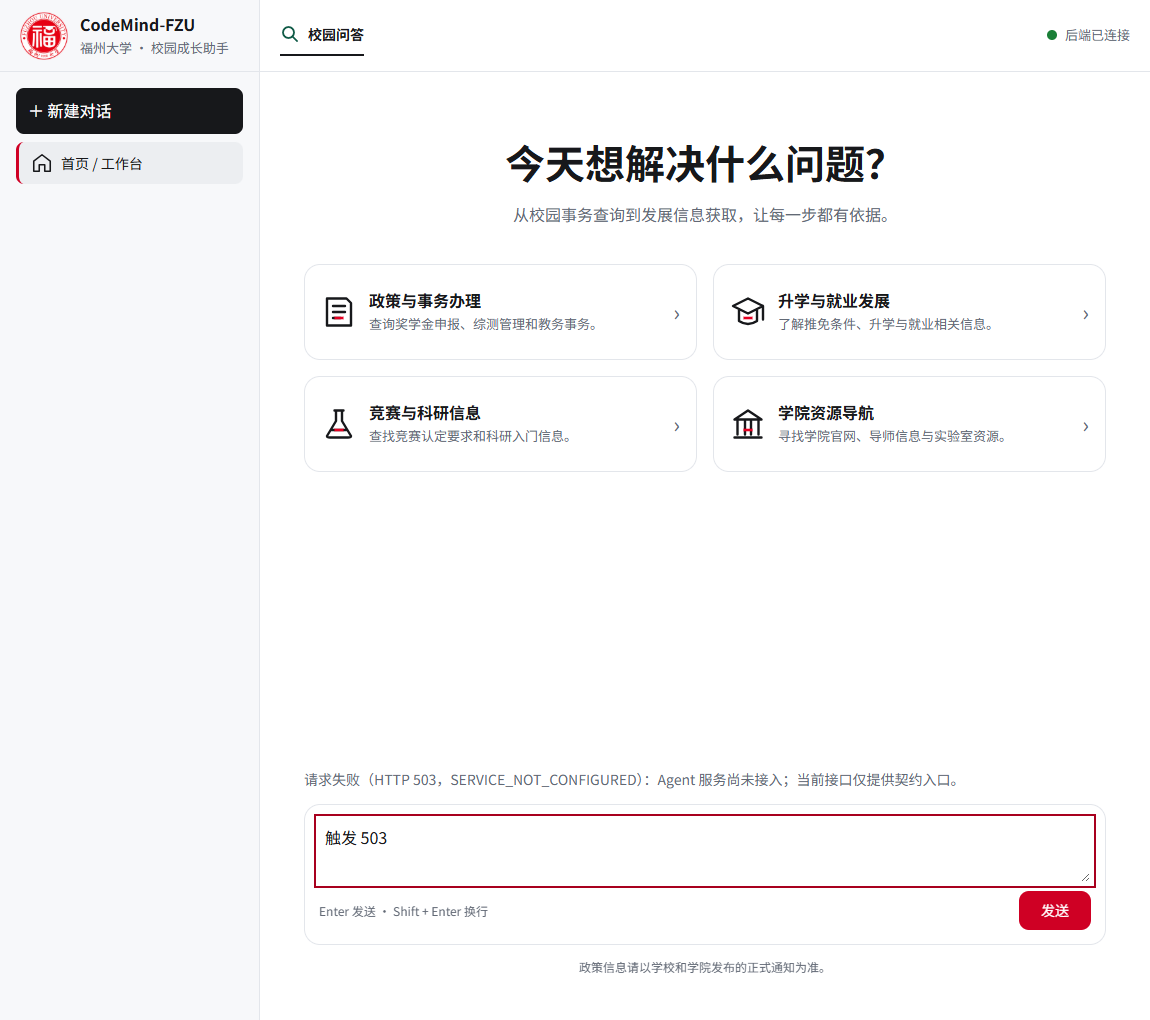 CodeMind-FZU
福州大学 · 校园成长助手
+ 新建对话
首页 / 工作台
校园问答
后端已连接
今天想解决什么问题？
从校园事务查询到发展信息获取，让每一步都有依据。
政策与事务办理
查询奖学金申报、综测管理和教务事务。
升学与就业发展
了解推免条件、升学与就业相关信息。
竞赛与科研信息
查找竞赛认定要求和科研入门信息。
学院资源导航
寻找学院官网、导师信息与实验室资源。
请求失败（HTTP 503，SERVICE_NOT_CONFIGURED）：Agent 服务尚未接入；当前接口仅提供契约入口。
触发 503
Enter 发送 · Shift + Enter 换行
发送
政策信息请以学校和学院发布的正式通知为准。